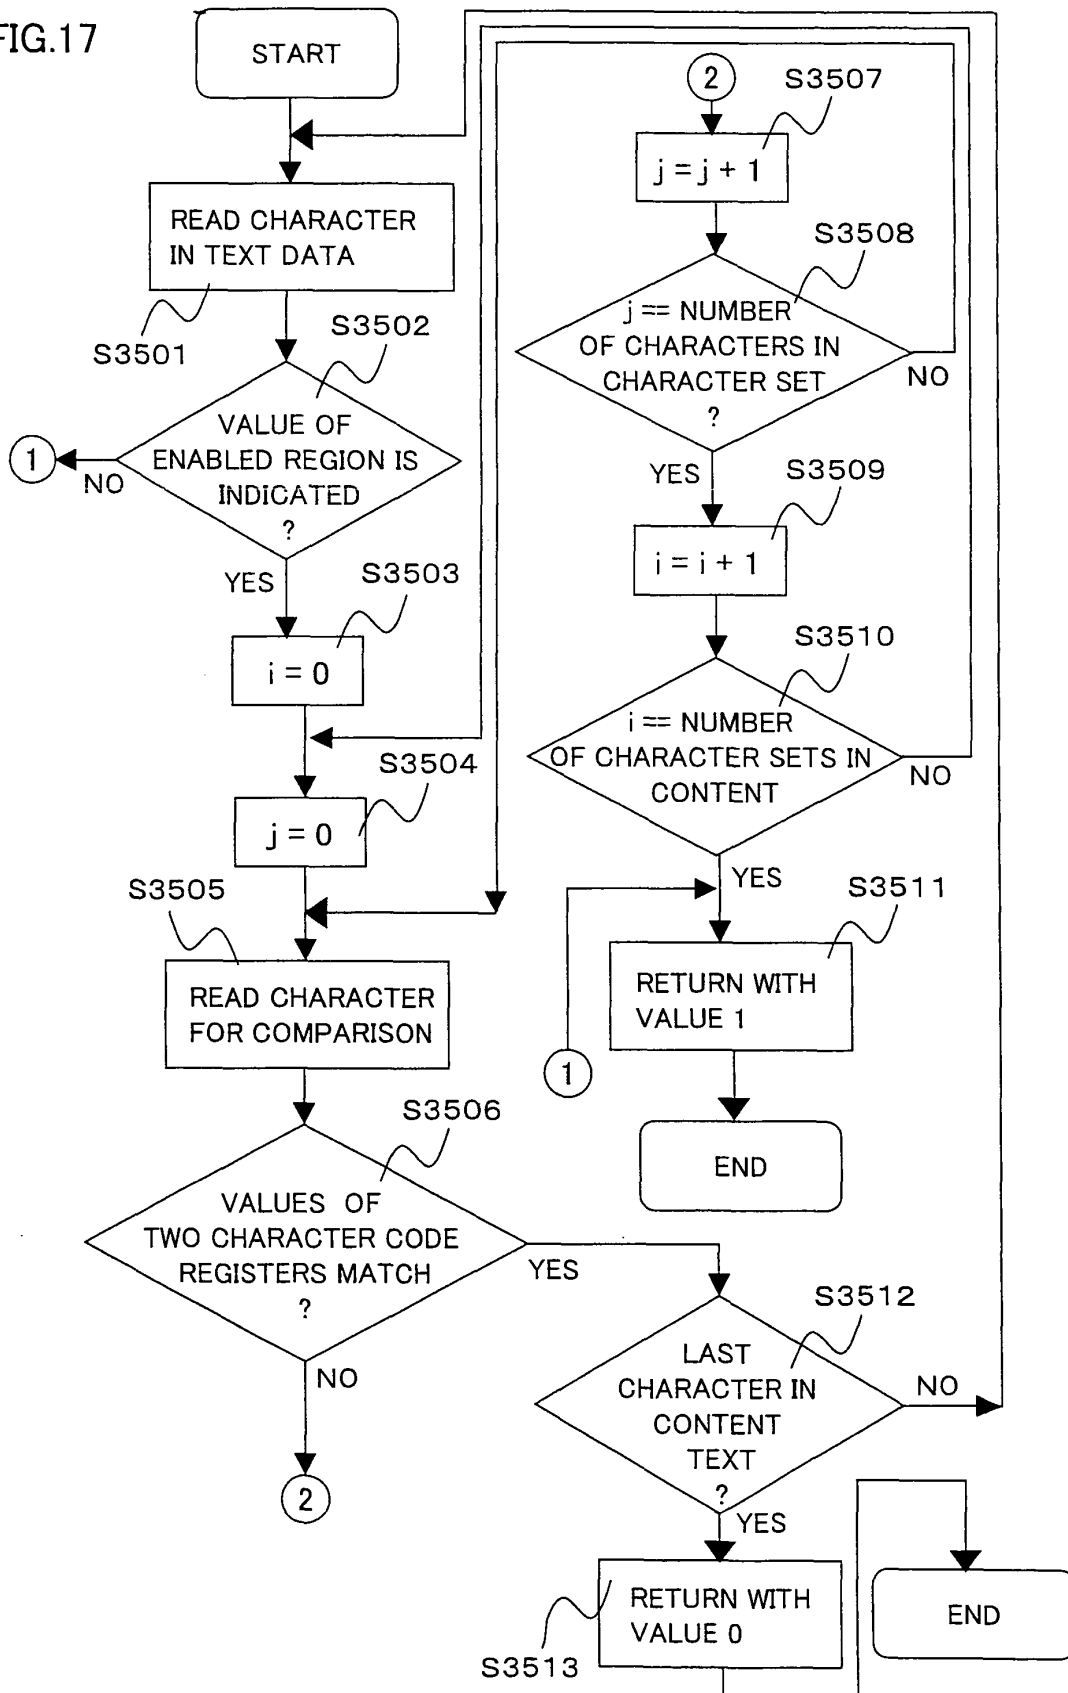 FIG.17
START
READ CHARACTER
IN TEXT DATA
S3501
S3502
VALUE OF
ENABLED REGION IS
INDICATED
?
NO
1
YES
S3503
i = 0
S3504
j = 0
S3505
READ CHARACTER
FOR COMPARISON
S3506
VALUES OF
TWO CHARACTER CODE
REGISTERS MATCH
?
YES
NO
2
2
S3507
j = j + 1
S3508
j == NUMBER
OF CHARACTERS IN
CHARACTER SET
?
NO
YES
S3509
i = i + 1
S3510
i == NUMBER
OF CHARACTER SETS IN
CONTENT
NO
YES
S3511
RETURN WITH
VALUE 1
1
END
S3512
LAST
CHARACTER IN
CONTENT
TEXT
?
NO
YES
RETURN WITH
VALUE 0
S3513
END